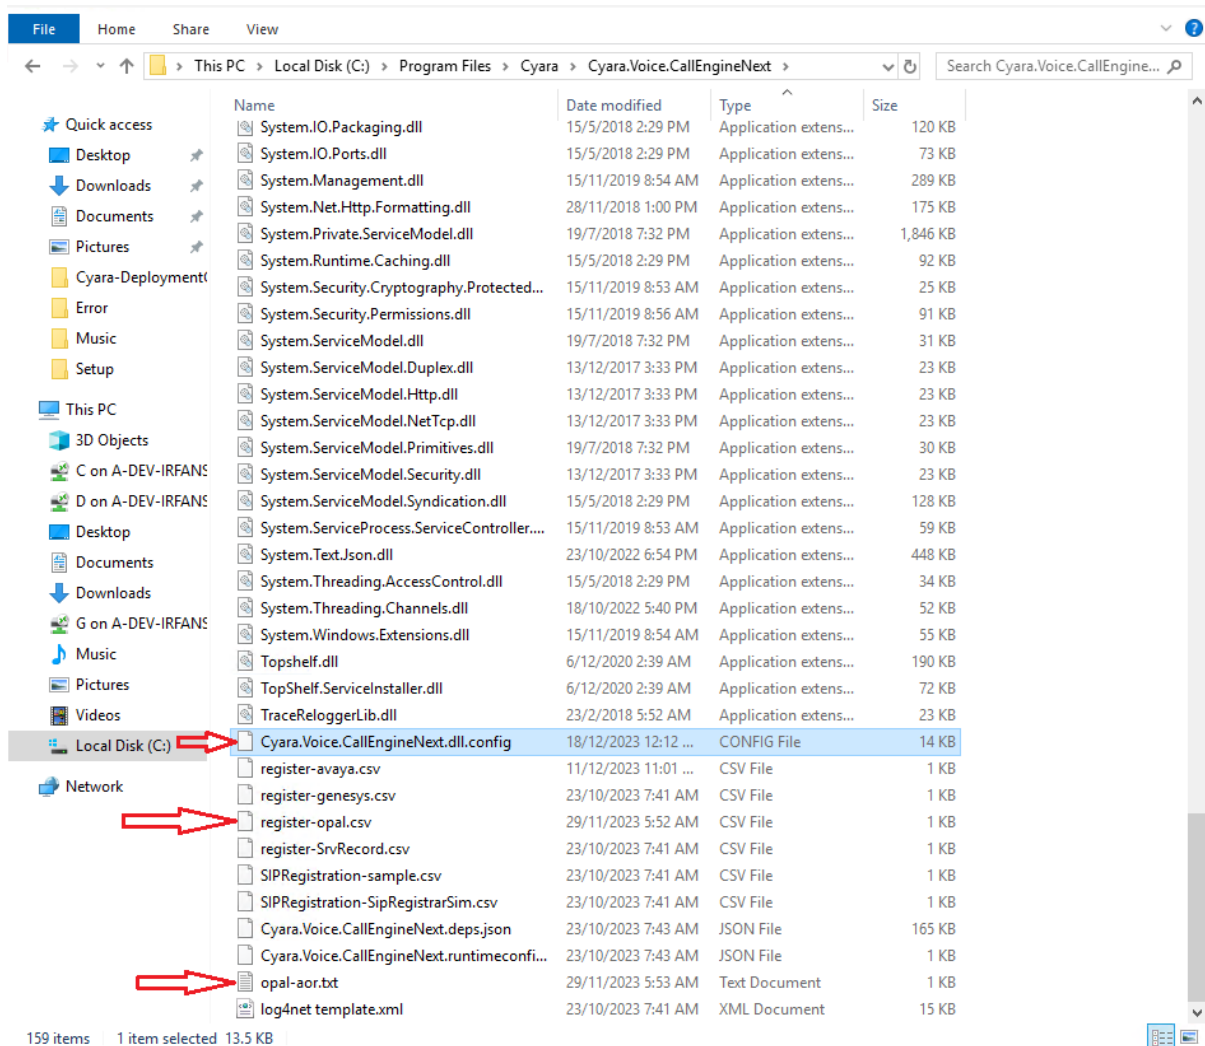 File Home Share View
This PC > Local Disk (C:) > Program Files > Cyara > Cyara.Voice.CallEngineNext >
Search Cyara.Voice.CallEngine...
Quick access
Desktop
Downloads
Documents
Pictures
Cyara-Deployment
Error
Music
Setup
This PC
3D Objects
C on A-DEV-IRFANS
D on A-DEV-IRFANS
Desktop
Documents
Downloads
G on A-DEV-IRFANS
Music
Pictures
Videos
Local Disk (C:)
Network
Name Date modified Type Size
System.IO.Packaging.dll 15/5/2018 2:29 PM Application extens... 120 KB
System.IO.Ports.dll 15/5/2018 2:29 PM Application extens... 73 KB
System.Management.dll 15/11/2019 8:54 AM Application extens... 289 KB
System.Net.Http.Formatting.dll 28/11/2018 1:00 PM Application extens... 175 KB
System.Private.ServiceModel.dll 19/7/2018 7:32 PM Application extens... 1,846 KB
System.Runtime.Caching.dll 15/5/2018 2:29 PM Application extens... 92 KB
System.Security.Cryptography.Protected... 15/11/2019 8:53 AM Application extens... 25 KB
System.Security.Permissions.dll 15/11/2019 8:56 AM Application extens... 91 KB
System.ServiceModel.dll 19/7/2018 7:32 PM Application extens... 31 KB
System.ServiceModel.Duplex.dll 13/12/2017 3:33 PM Application extens... 23 KB
System.ServiceModel.Http.dll 13/12/2017 3:33 PM Application extens... 23 KB
System.ServiceModel.NetTcp.dll 13/12/2017 3:33 PM Application extens... 23 KB
System.ServiceModel.Primitives.dll 19/7/2018 7:32 PM Application extens... 30 KB
System.ServiceModel.Security.dll 13/12/2017 3:33 PM Application extens... 23 KB
System.ServiceModel.Syndication.dll 15/5/2018 2:29 PM Application extens... 128 KB
System.ServiceProcess.ServiceController.... 15/11/2019 8:53 AM Application extens... 59 KB
System.Text.Json.dll 23/10/2022 6:54 PM Application extens... 448 KB
System.Threading.AccessControl.dll 15/5/2018 2:29 PM Application extens... 34 KB
System.Threading.Channels.dll 18/10/2022 5:40 PM Application extens... 52 KB
System.Windows.Extensions.dll 15/11/2019 8:54 AM Application extens... 55 KB
Topshelf.dll 6/12/2020 2:39 AM Application extens... 190 KB
TopShelf.ServiceInstaller.dll 6/12/2020 2:39 AM Application extens... 72 KB
TraceReloggerLib.dll 23/2/2018 5:52 AM Application extens... 23 KB
Cyara.Voice.CallEngineNext.dll.config 18/12/2023 12:12 ... CONFIG File 14 KB
register-avaya.csv 11/12/2023 11:01 ... CSV File 1 KB
register-genesys.csv 23/10/2023 7:41 AM CSV File 1 KB
register-opal.csv 29/11/2023 5:52 AM CSV File 1 KB
register-SrvRecord.csv 23/10/2023 7:41 AM CSV File 1 KB
SIPRegistration-sample.csv 23/10/2023 7:41 AM CSV File 1 KB
SIPRegistration-SipRegistrarSim.csv 23/10/2023 7:41 AM CSV File 1 KB
Cyara.Voice.CallEngineNext.deps.json 23/10/2023 7:43 AM JSON File 165 KB
Cyara.Voice.CallEngineNext.runtimeconfi... 23/10/2023 7:43 AM JSON File 1 KB
opal-aor.txt 29/11/2023 5:53 AM Text Document 1 KB
log4net template.xml 23/10/2023 7:41 AM XML Document 15 KB
159 items 1 item selected 13.5 KB